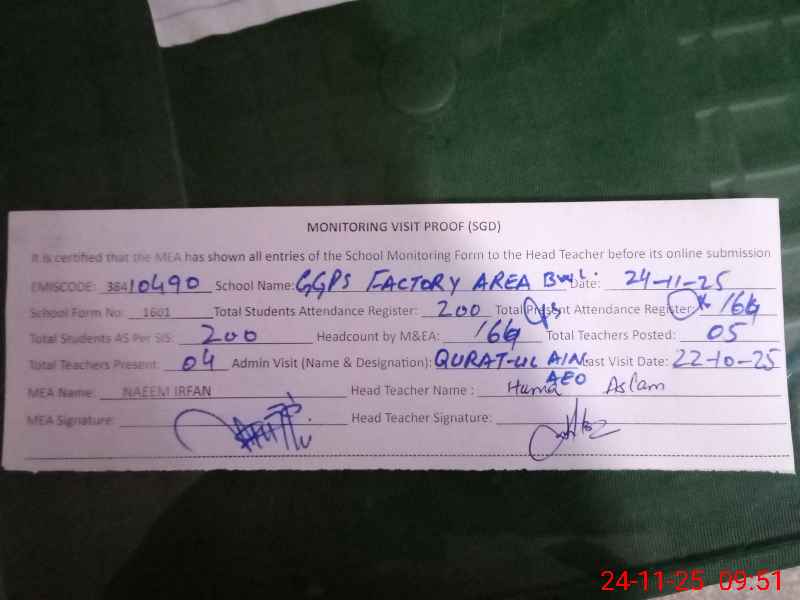 MONITORING VISIT PROOF (SGD)
It is certified that the MEA has shown all entries of the School Monitoring Form to the Head Teacher before its online submission
EMISCODE: 38410490 School Name: GGPS FACTORY AREA Bwl. Date: 24-11-25
School Form No: 1601 Total Students Attendance Register: 200 Total Present Attendance Register: 166
Total Students AS Per SIS: 200 Headcount by M&EA: 166 Total Teachers Posted: 05
Total Teachers Present: 04 Admin Visit (Name & Designation): QURAT-UL AIN AEO Last Visit Date: 22-10-25
MEA Name: NAEEM IRFAN Head Teacher Name : Huma Aslam
MEA Signature: Head Teacher Signature:
24-11-25 09:51